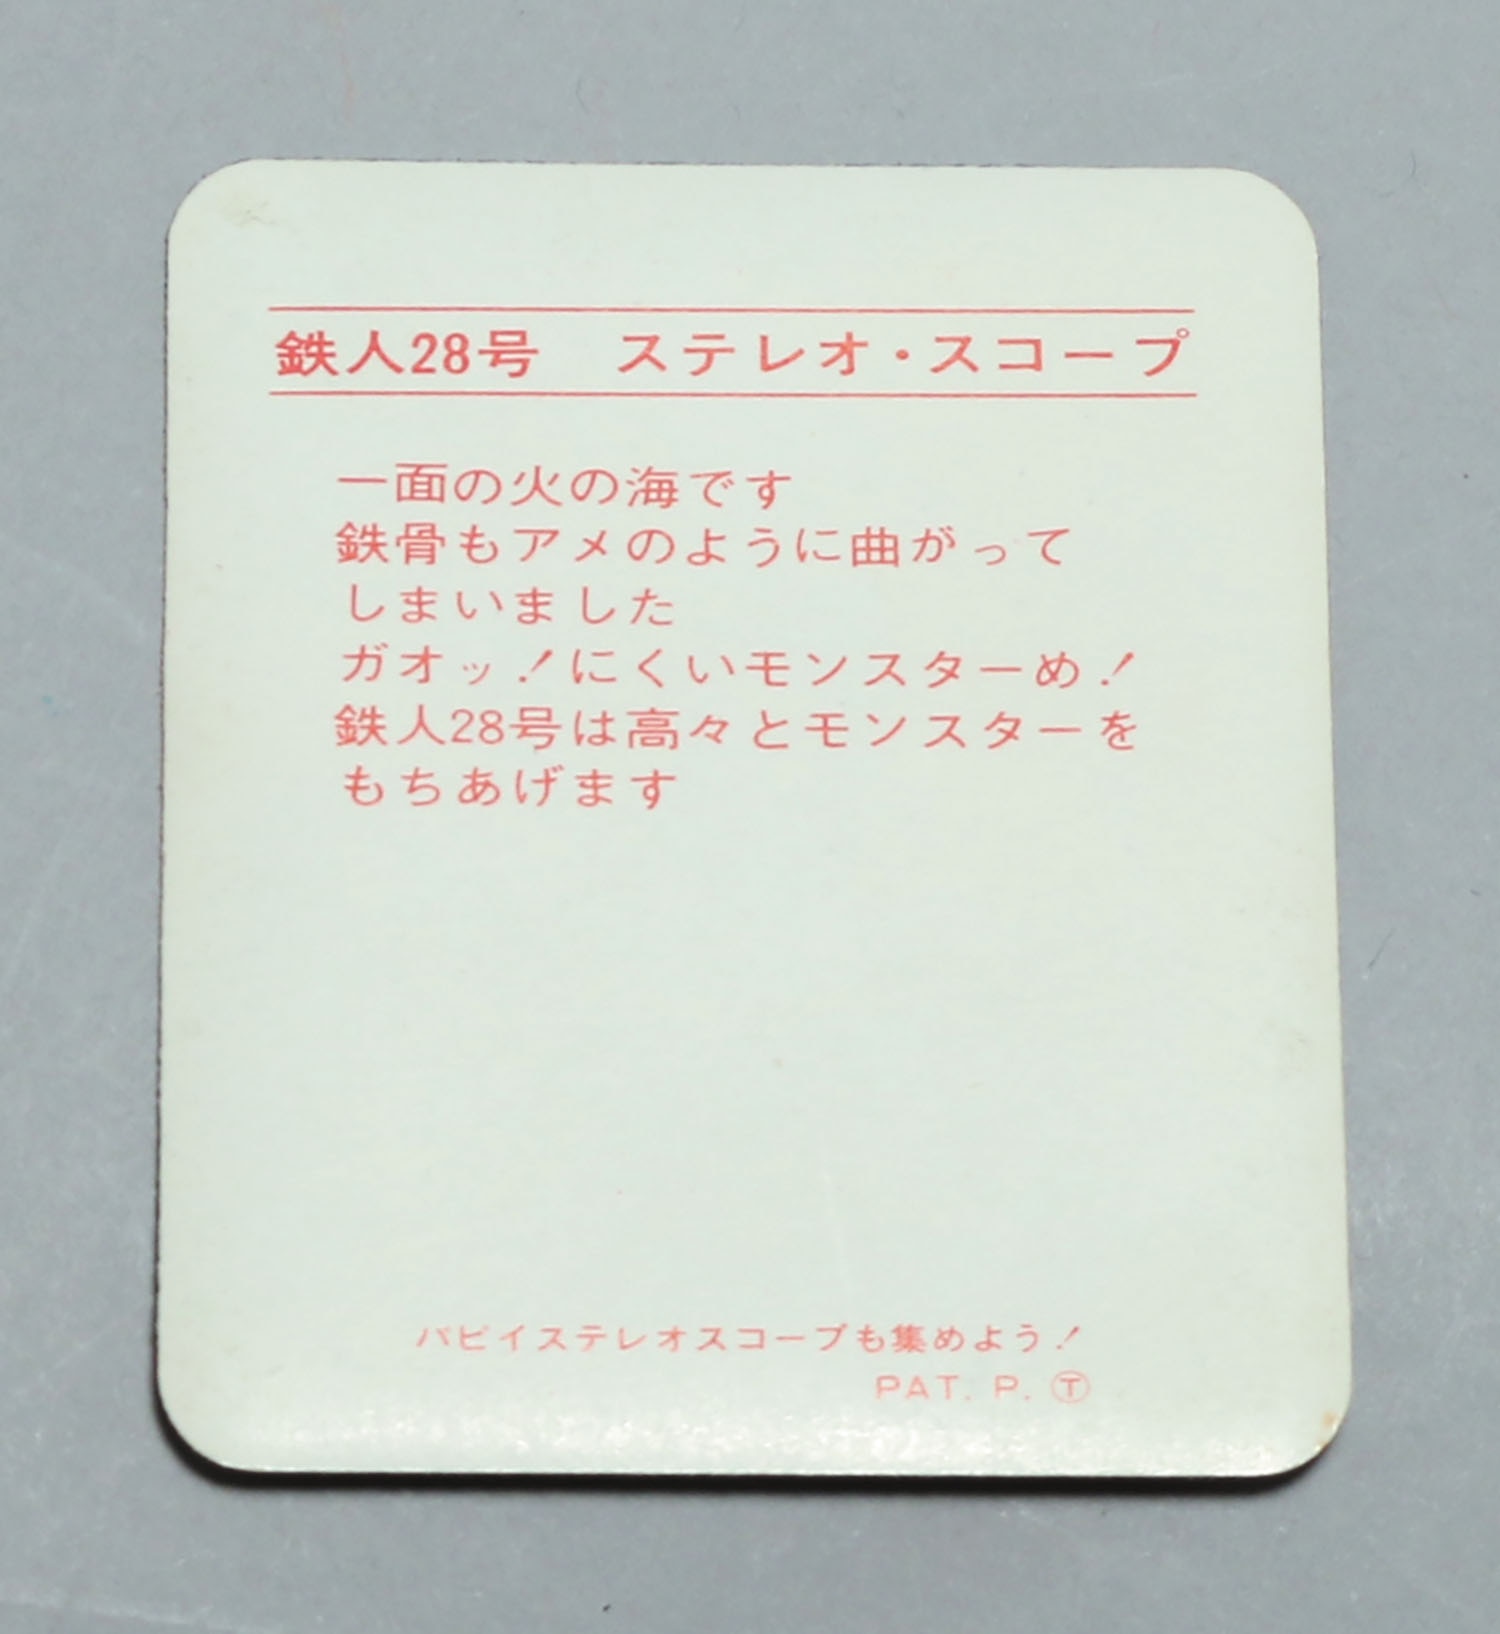 鉄人28号　ステレオ・スコープ
一面の火の海です
鉄骨もアメのように曲がって
しまいました
ガオッ！にくいモンスターめ！
鉄人28号は高々とモンスターを
もちあげます
パピイステレオスコープも集めよう！
PAT. P. Ⓣ